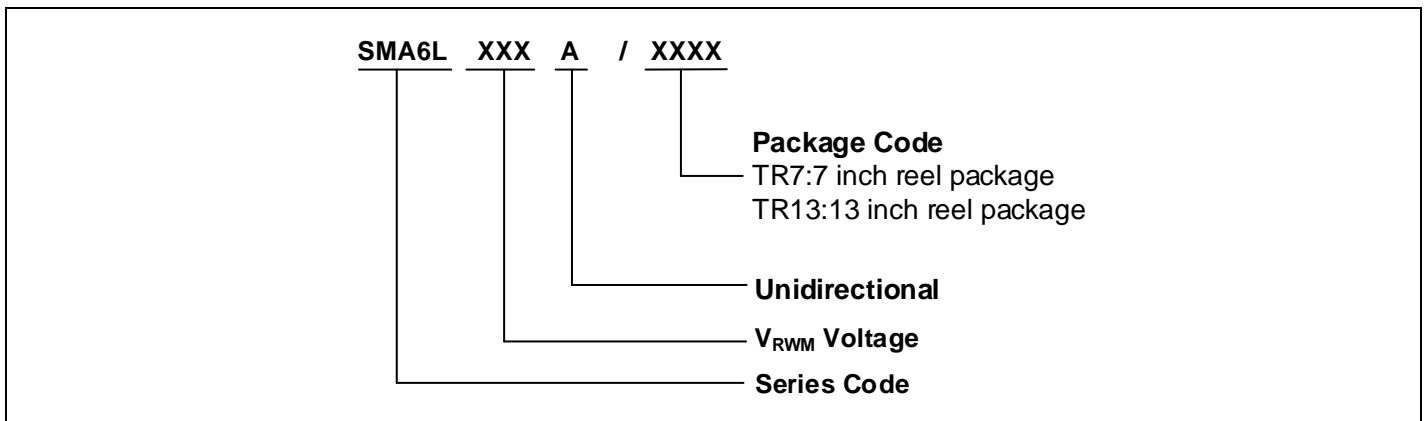 SMA6L XXX A / XXXX
Package Code
TR7:7 inch reel package
TR13:13 inch reel package
Unidirectional
VRWM Voltage
Series Code